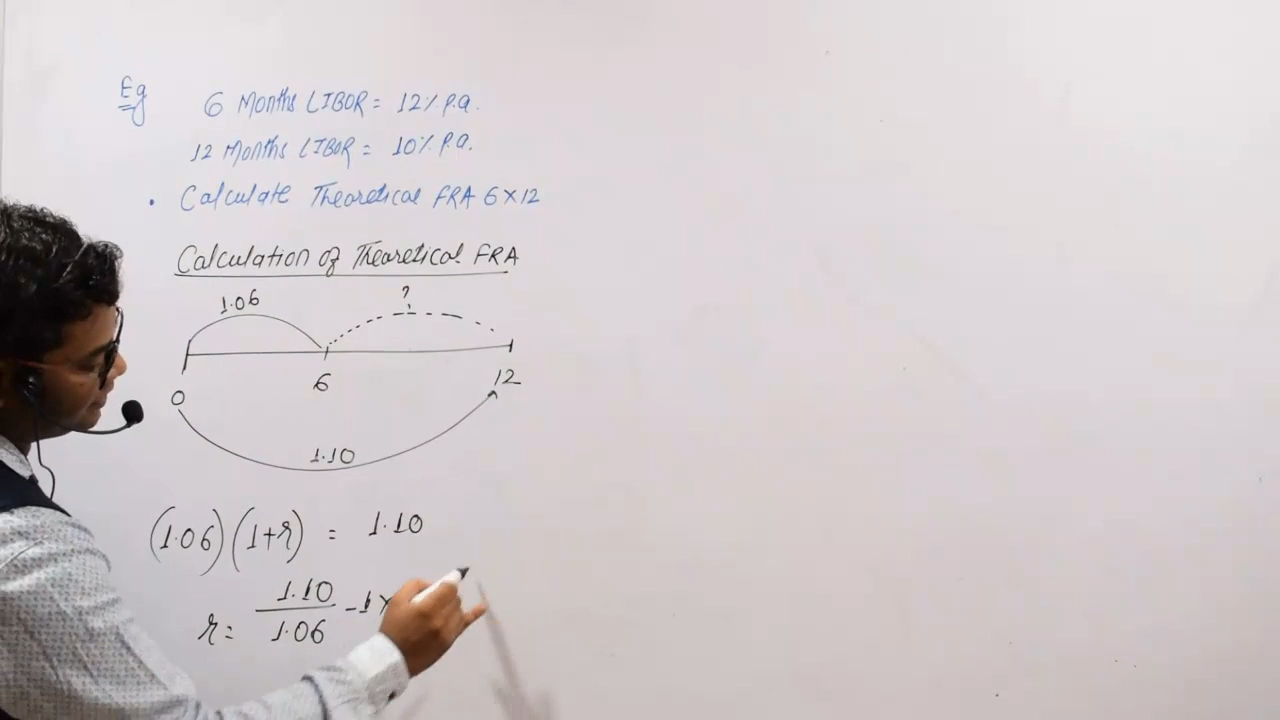 Eg 6 Months LIBOR = 12% P.a.
12 Months LIBOR = 10% P.a.
. Calculate Theoretical FRA 6×12
Calculation of Theoretical FRA
1.06 ?
0 6 12
1.10
(1.06)(1+r) = 1.10
r = 1.10/1.06 - 1 ×